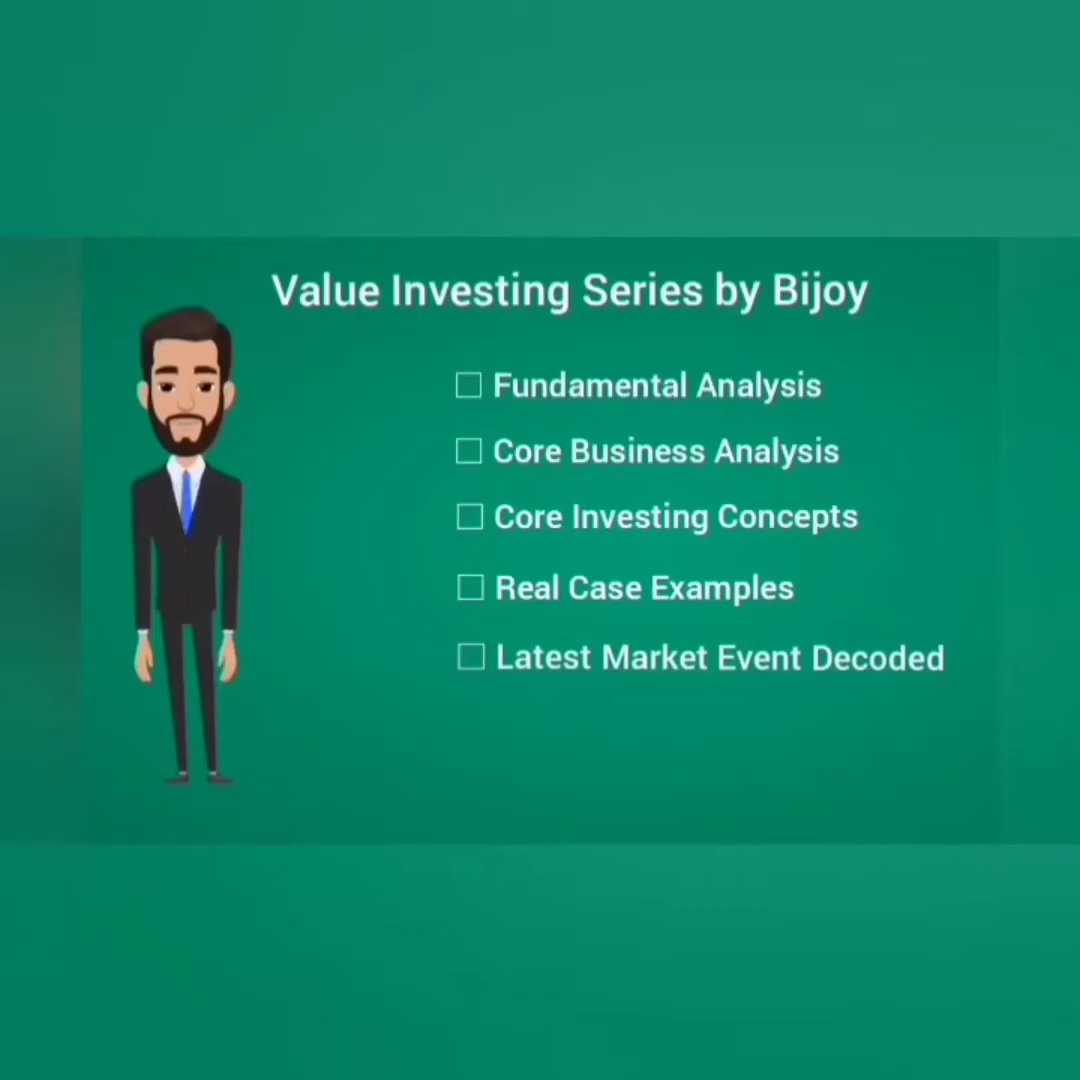 Value Investing Series by Bijoy
☐ Fundamental Analysis
☐ Core Business Analysis
☐ Core Investing Concepts
☐ Real Case Examples
☐ Latest Market Event Decoded